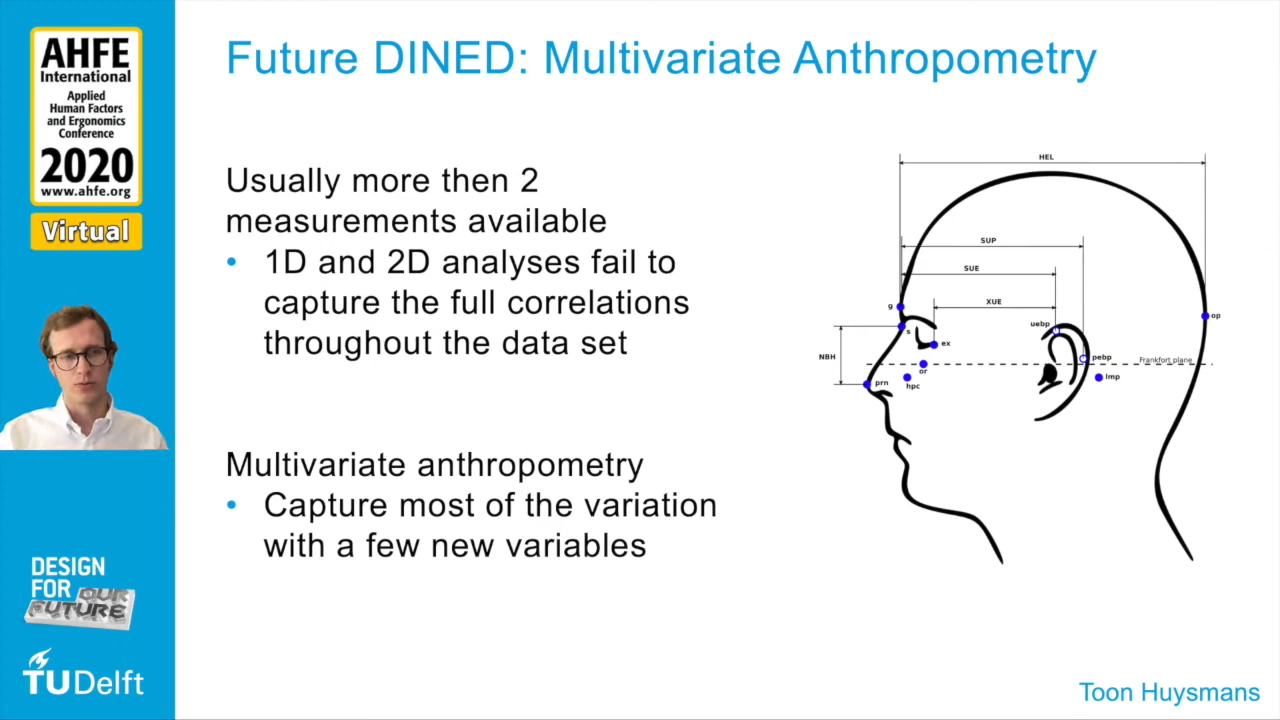 AHFE
International
Applied
Human Factors
and Ergonomics
Conference
2020
www.ahfe.org
Virtual
DESIGN
FOR OUR
FUTURE
TUDelft
Future DINED: Multivariate Anthropometry
Usually more then 2
measurements available
• 1D and 2D analyses fail to
capture the full correlations
throughout the data set
Multivariate anthropometry
• Capture most of the variation
with a few new variables
HEL
SUP
SUE
XUE
g
s
uebp
op
ex
NBH
pebp
Frankfort plane
or
prn
hpc
lmp
Toon Huysmans